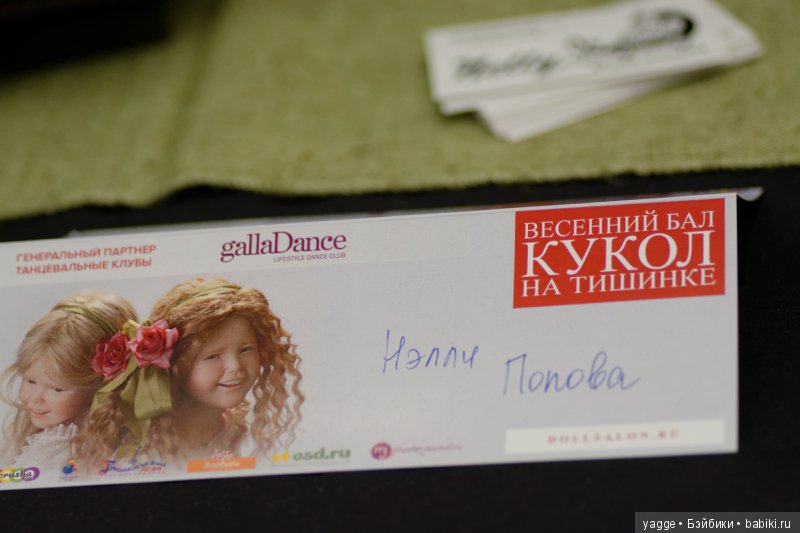 ГЕНЕРАЛЬНЫЙ ПАРТНЕР
ТАНЦЕВАЛЬНЫЕ КЛУБЫ
gallaDance
LIFESTYLE DANCE CLUB
ВЕСЕННИЙ БАЛ
КУКОЛ
НА ТИШИНКЕ
Нэлли Попова
DOLLSALON.RU
osd.ru
yagge • Бэйбики • babiki.ru